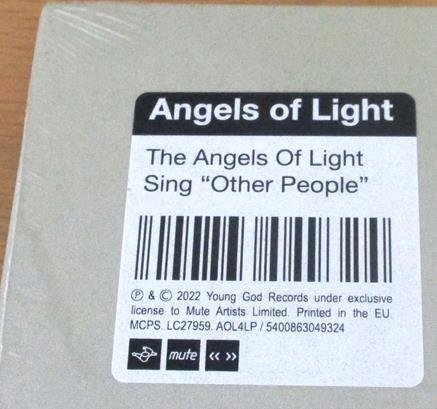 Angels of Light
The Angels Of Light
Sing “Other People”
℗ & © 2022 Young God Records under exclusive
license to Mute Artists Limited. Printed in the EU.
MCPS. LC27959. AOL4LP / 5400863049324
mute